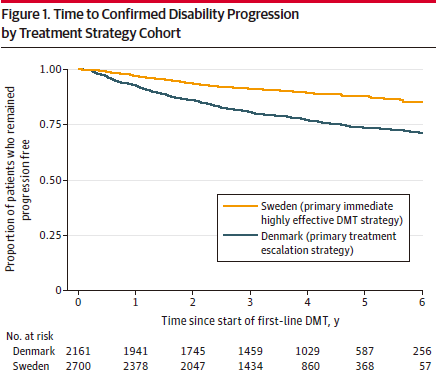 Figure 1. Time to Confirmed Disability Progression
by Treatment Strategy Cohort
Proportion of patients who remained
progression free
1.00
0.75
0.50
0.25
0
Sweden (primary immediate
highly effective DMT strategy)
Denmark (primary treatment
escalation strategy)
0 1 2 3 4 5 6
Time since start of first-line DMT, y
No. at risk
Denmark 2161 1941 1745 1459 1029 587 256
Sweden 2700 2378 2047 1434 860 368 57